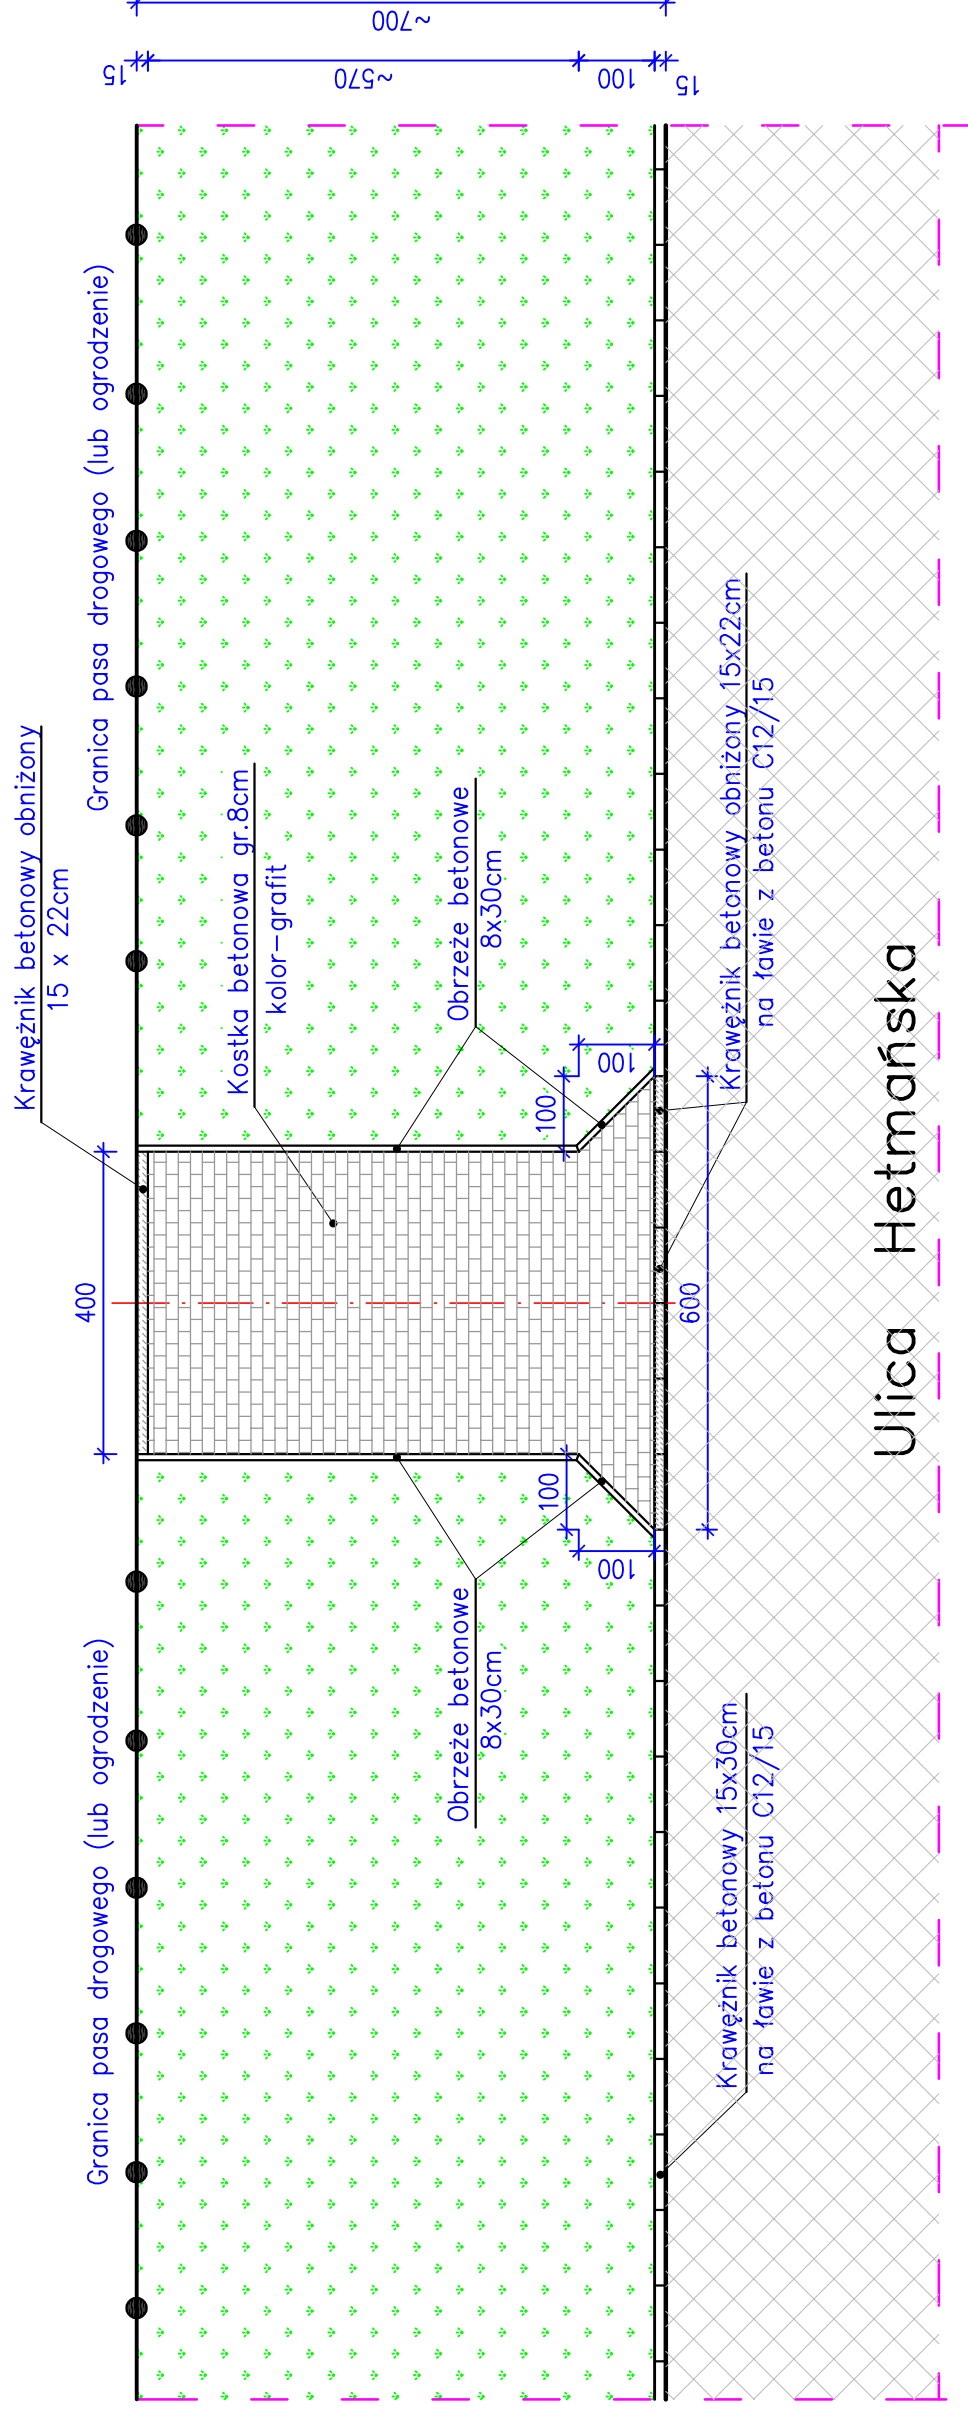 Krawężnik betonowy obniżony
15 x 22cm
Granica pasa drogowego (lub ogrodzenie)
Granica pasa drogowego (lub ogrodzenie)
400
Kostka betonowa gr.8cm
kolor-grafit
Obrzeże betonowe
8x30cm
Obrzeże betonowe
8x30cm
100
100
100
100
600
Krawężnik betonowy 15x30cm
na ławie z betonu C12/15
Krawężnik betonowy obniżony 15x22cm
na ławie z betonu C12/15
Ulica Hetmańska
15
~570
100
15
~700